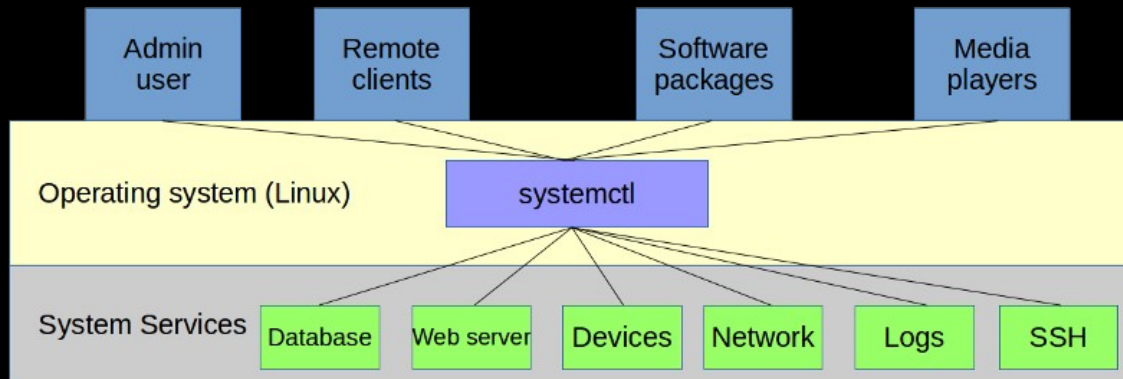 Admin
user
Remote
clients
Software
packages
Media
players
Operating system (Linux)
systemctl
System Services
Database
Web server
Devices
Network
Logs
SSH